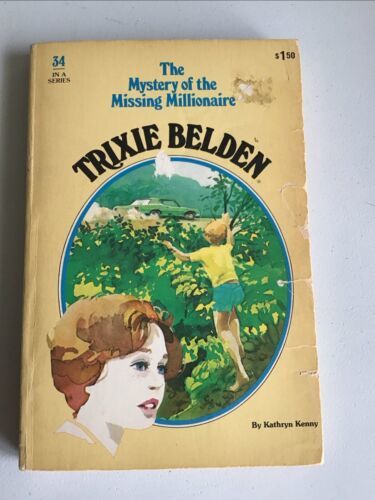 34
IN A
SERIES
$1.50
The
Mystery of the
Missing Millionaire
TRIXIE BELDEN
By Kathryn Kenny